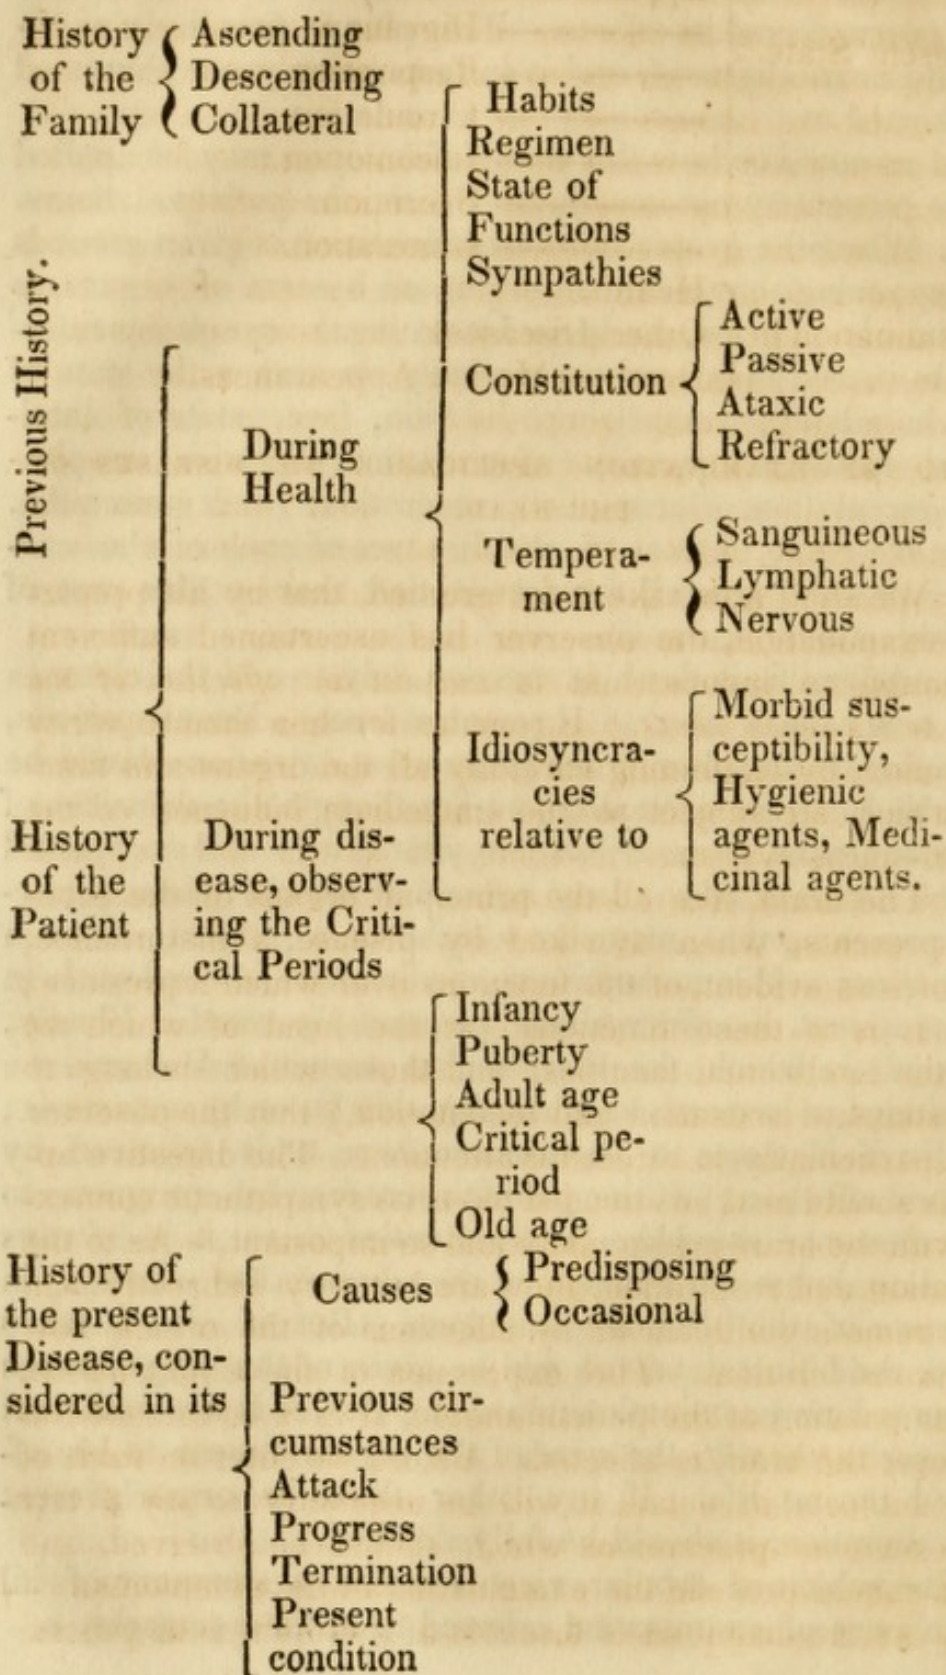 History
of the
Family
Ascending
Descending
Collateral
Previous History.
History
of the
Patient
During
Health
Habits
Regimen
State of
Functions
Sympathies
Constitution
Active
Passive
Ataxic
Refractory
Tempera-
ment
Sanguineous
Lymphatic
Nervous
Idiosyncra-
cies
relative to
Morbid sus-
ceptibility,
Hygienic
agents, Medi-
cinal agents.
During dis-
ease, observ-
ing the Criti-
cal Periods
Infancy
Puberty
Adult age
Critical pe-
riod
Old age
History of
the present
Disease, con-
sidered in its
Causes
Predisposing
Occasional
Previous cir-
cumstances
Attack
Progress
Termination
Present
condition